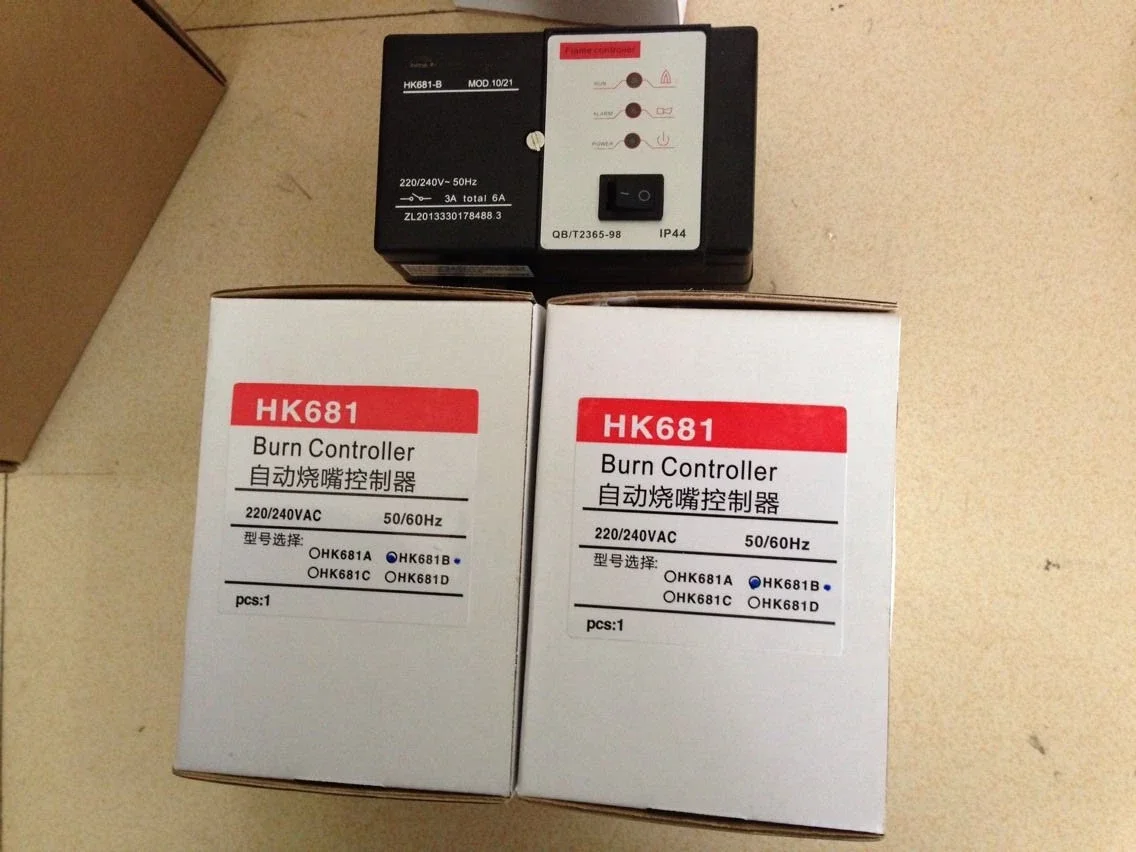 Flame controller
HK681-B MOD.10/21
RUN
ALARM
POWER
220/240V~ 50Hz
3A total 6A
ZL2013330178488.3
QB/T2365-98 IP44
HK681
Burn Controller
自动烧嘴控制器
220/240VAC 50/60Hz
型号选择:
HK681A HK681B
HK681C HK681D
pcs:1
HK681
Burn Controller
自动烧嘴控制器
220/240VAC 50/60Hz
型号选择:
HK681A HK681B
HK681C HK681D
pcs:1